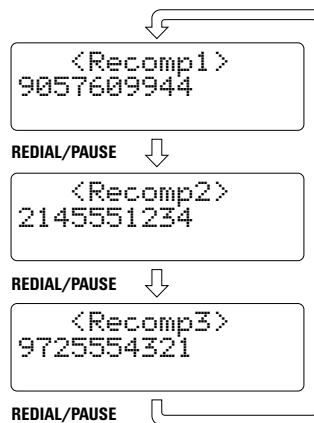 <Recomp1>
9057609944
REDIAL/PAUSE
<Recomp2>
2145551234
REDIAL/PAUSE
<Recomp3>
9725554321
REDIAL/PAUSE